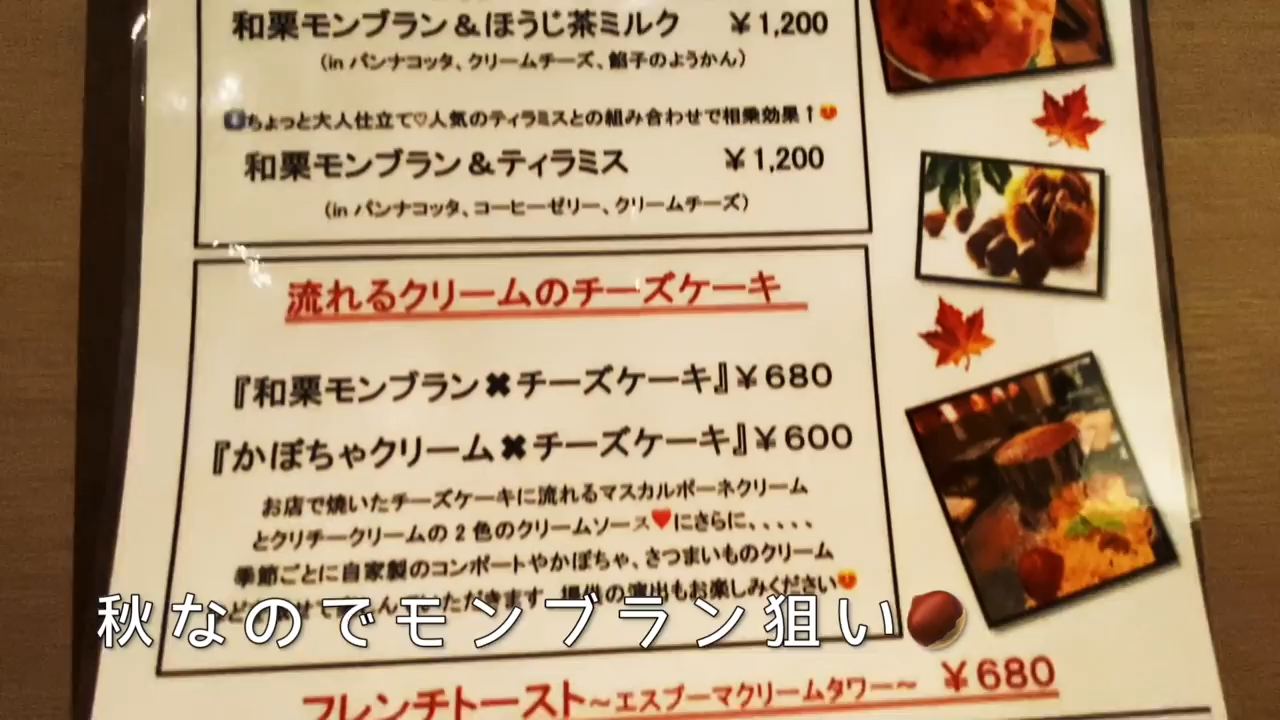 和栗モンブラン＆ほうじ茶ミルク ￥1,200
（in パンナコッタ、クリームチーズ、餡子のようかん）
ちょっと大人仕立て♡人気のティラミスとの組み合わせで相乗効果！😍
和栗モンブラン＆ティラミス ￥1,200
（in パンナコッタ、コーヒーゼリー、クリームチーズ）
流れるクリームのチーズケーキ
『和栗モンブラン✖チーズケーキ』￥680
『かぼちゃクリーム✖チーズケーキ』￥600
お店で焼いたチーズケーキに流れるマスカルポーネクリーム
とクリチークリームの２色のクリームソース♥にさらに、、、、、
季節ごとに自家製のコンポートやかぼちゃ、さつまいものクリーム
いただきます。 の演出もお楽しみください😍
秋なのでモンブラン狙い🌰
フレンチトースト～エスプーマクリームタワー～ ￥680